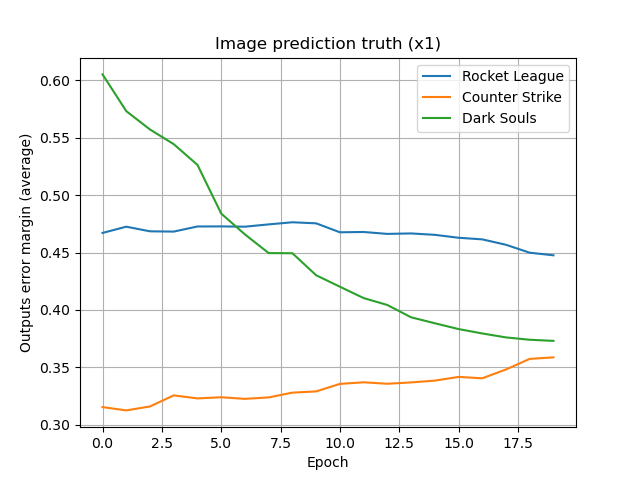 Image prediction truth (x1)
Rocket League
Counter Strike
Dark Souls
Outputs error margin (average)
0.60
0.55
0.50
0.45
0.40
0.35
0.30
0.0 2.5 5.0 7.5 10.0 12.5 15.0 17.5
Epoch